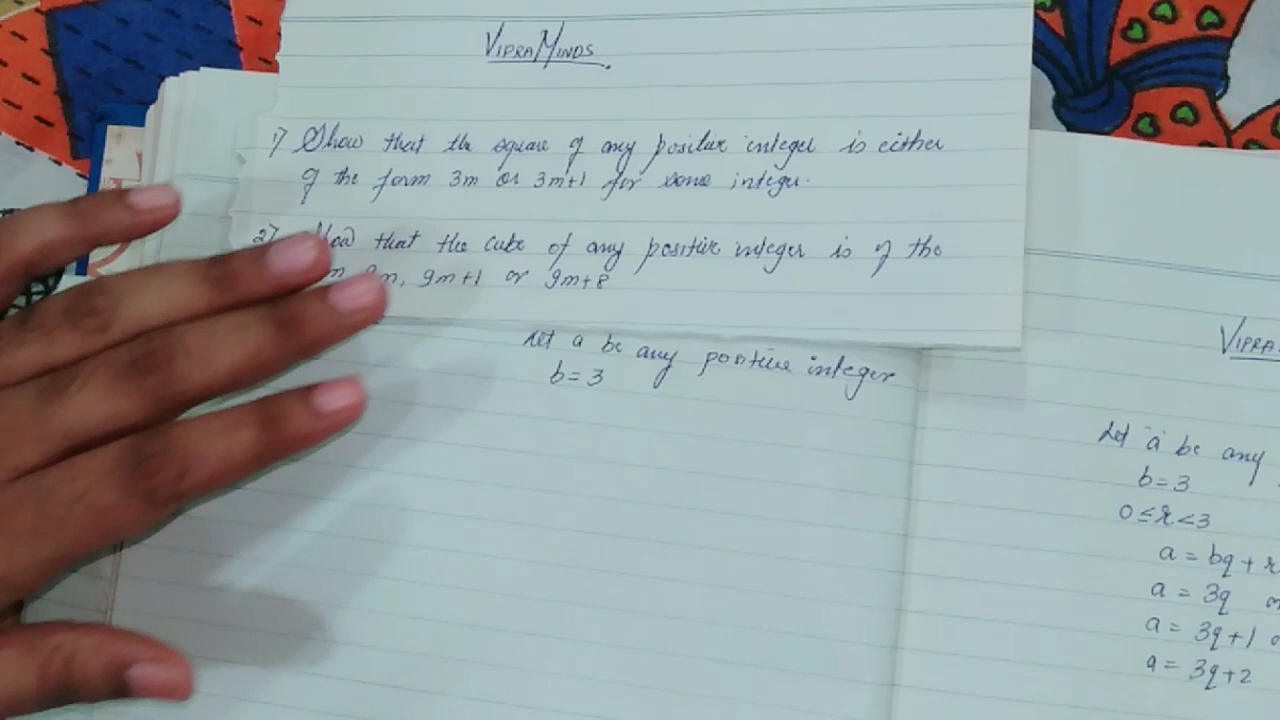 VIPRAMINDS
1) Show that the square of any positive integer is either
of the form 3m or 3m+1 for some integer.
2) that the cube of any positive integer is of the
9m, 9m+1 or 9m+8
Let a be any positive integer
b=3
VIPRA
Let 'a' be any
b=3
0≤r<3
a = bq + r
a = 3q
a = 3q+1
a = 3q+2